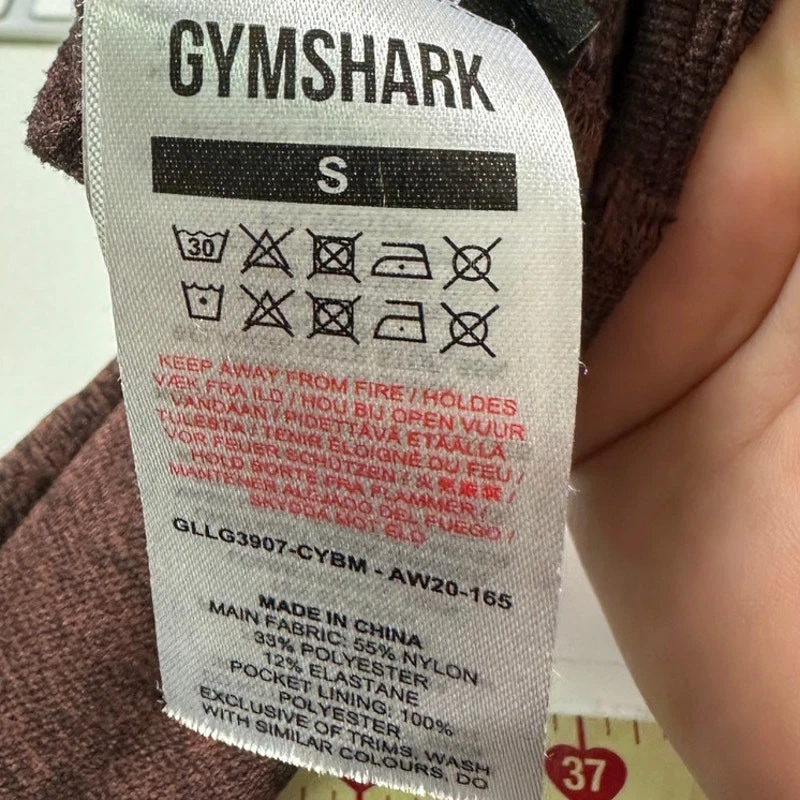 GYMSHARK
S
30
KEEP AWAY FROM FIRE / HOLDES
VÆK FRA ILD / HOU BIJ OPEN VUUR
VANDAAN / PIDETTÄVÄ ETÄÄLLÄ
TULESTA / TENIR ÉLOIGNÉ DU FEU /
VOR FEUER SCHÜTZEN /
HOLD BORTE FRA FLAMMER /
MANTENER ALEJADO DEL FUEGO /
SKYDDA MOT ELD
GLLG3907-CYBM - AW20-165
MADE IN CHINA
MAIN FABRIC: 55% NYLON
33% POLYESTER
12% ELASTANE
POCKET LINING: 100%
POLYESTER
EXCLUSIVE OF TRIMS. WASH
WITH SIMILAR COLOURS, DO
37